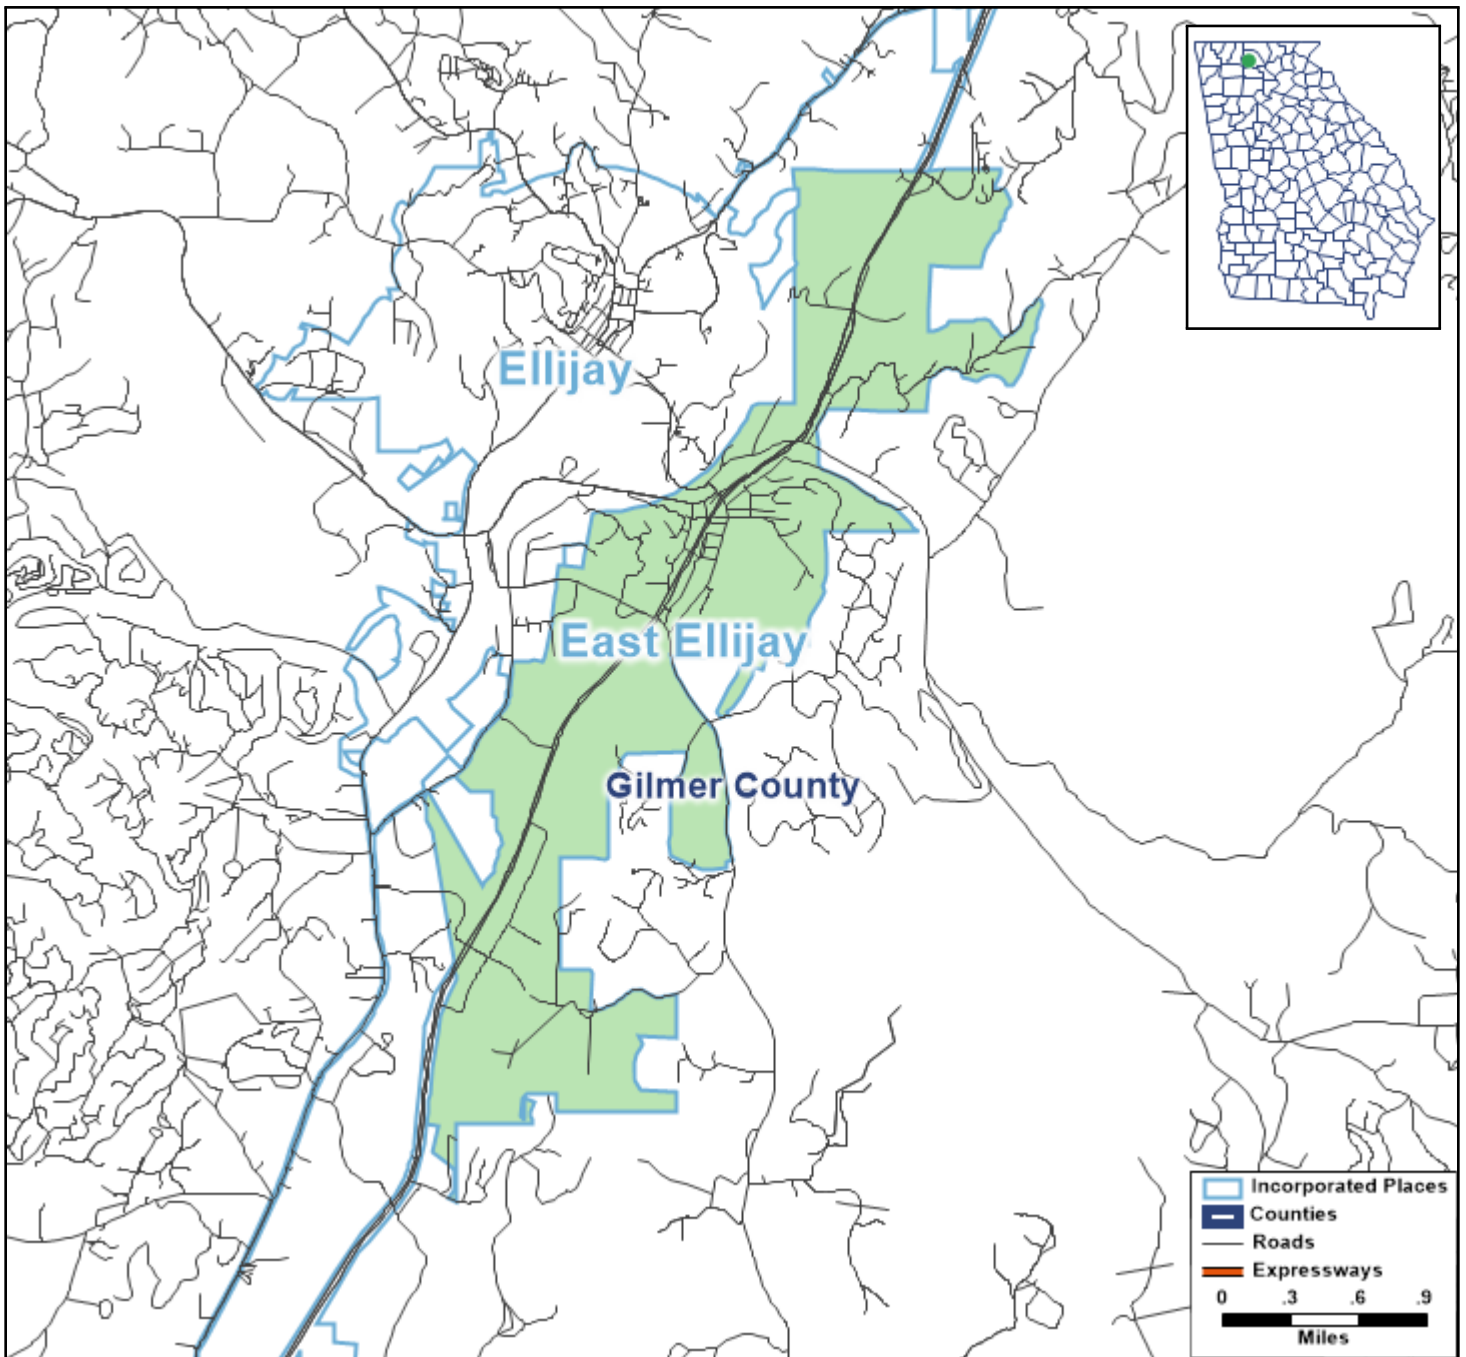 Ellijay
East Ellijay
Gilmer County
Incorporated Places
Counties
Roads
Expressways
0 .3 .6 .9
Miles